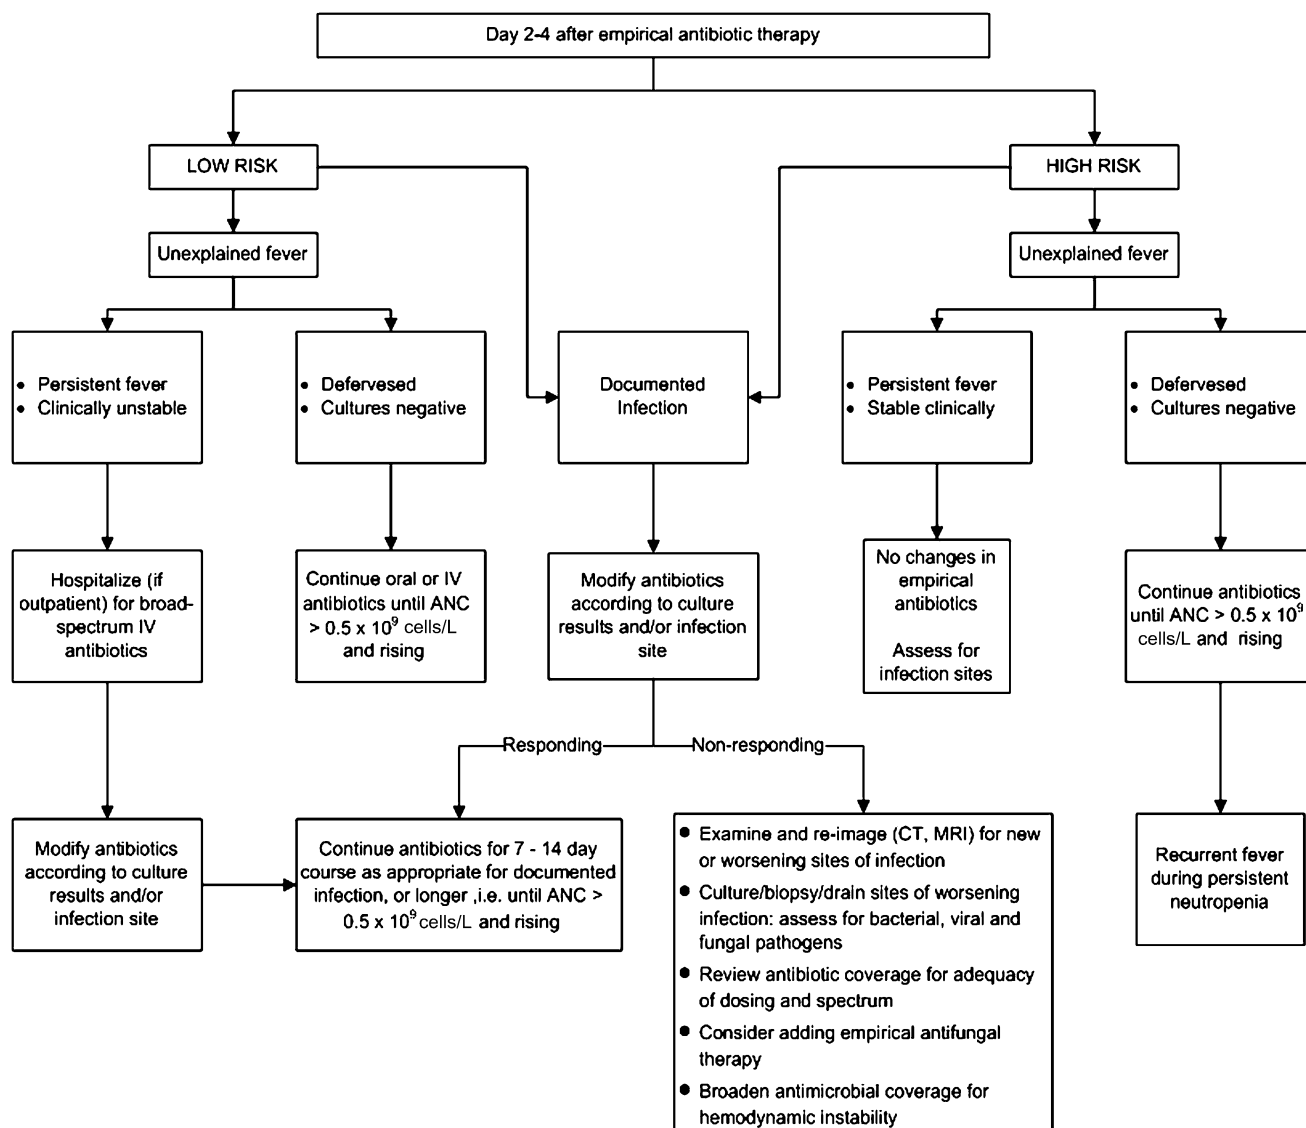 Day 2-4 after empirical antibiotic therapy
LOW RISK
HIGH RISK
Unexplained fever
Unexplained fever
• Persistent fever
• Clinically unstable
• Defervesed
• Cultures negative
Documented
Infection
• Persistent fever
• Stable clinically
• Defervesed
• Cultures negative
Hospitalize (if
outpatient) for broad-
spectrum IV
antibiotics
Continue oral or IV
antibiotics until ANC
> 0.5 x 10⁹ cells/L
and rising
Modify antibiotics
according to culture
results and/or infection
site
No changes in
empirical
antibiotics
Assess for
infection sites
Continue antibiotics
until ANC > 0.5 x 10⁹
cells/L and rising
Responding
Non-responding
Modify antibiotics
according to culture
results and/or
infection site
Continue antibiotics for 7 - 14 day
course as appropriate for documented
infection, or longer ,i.e. until ANC >
0.5 x 10⁹ cells/L and rising
• Examine and re-image (CT, MRI) for new
or worsening sites of infection
• Culture/biopsy/drain sites of worsening
infection: assess for bacterial, viral and
fungal pathogens
• Review antibiotic coverage for adequacy
of dosing and spectrum
• Consider adding empirical antifungal
therapy
• Broaden antimicrobial coverage for
hemodynamic instability
Recurrent fever
during persistent
neutropenia